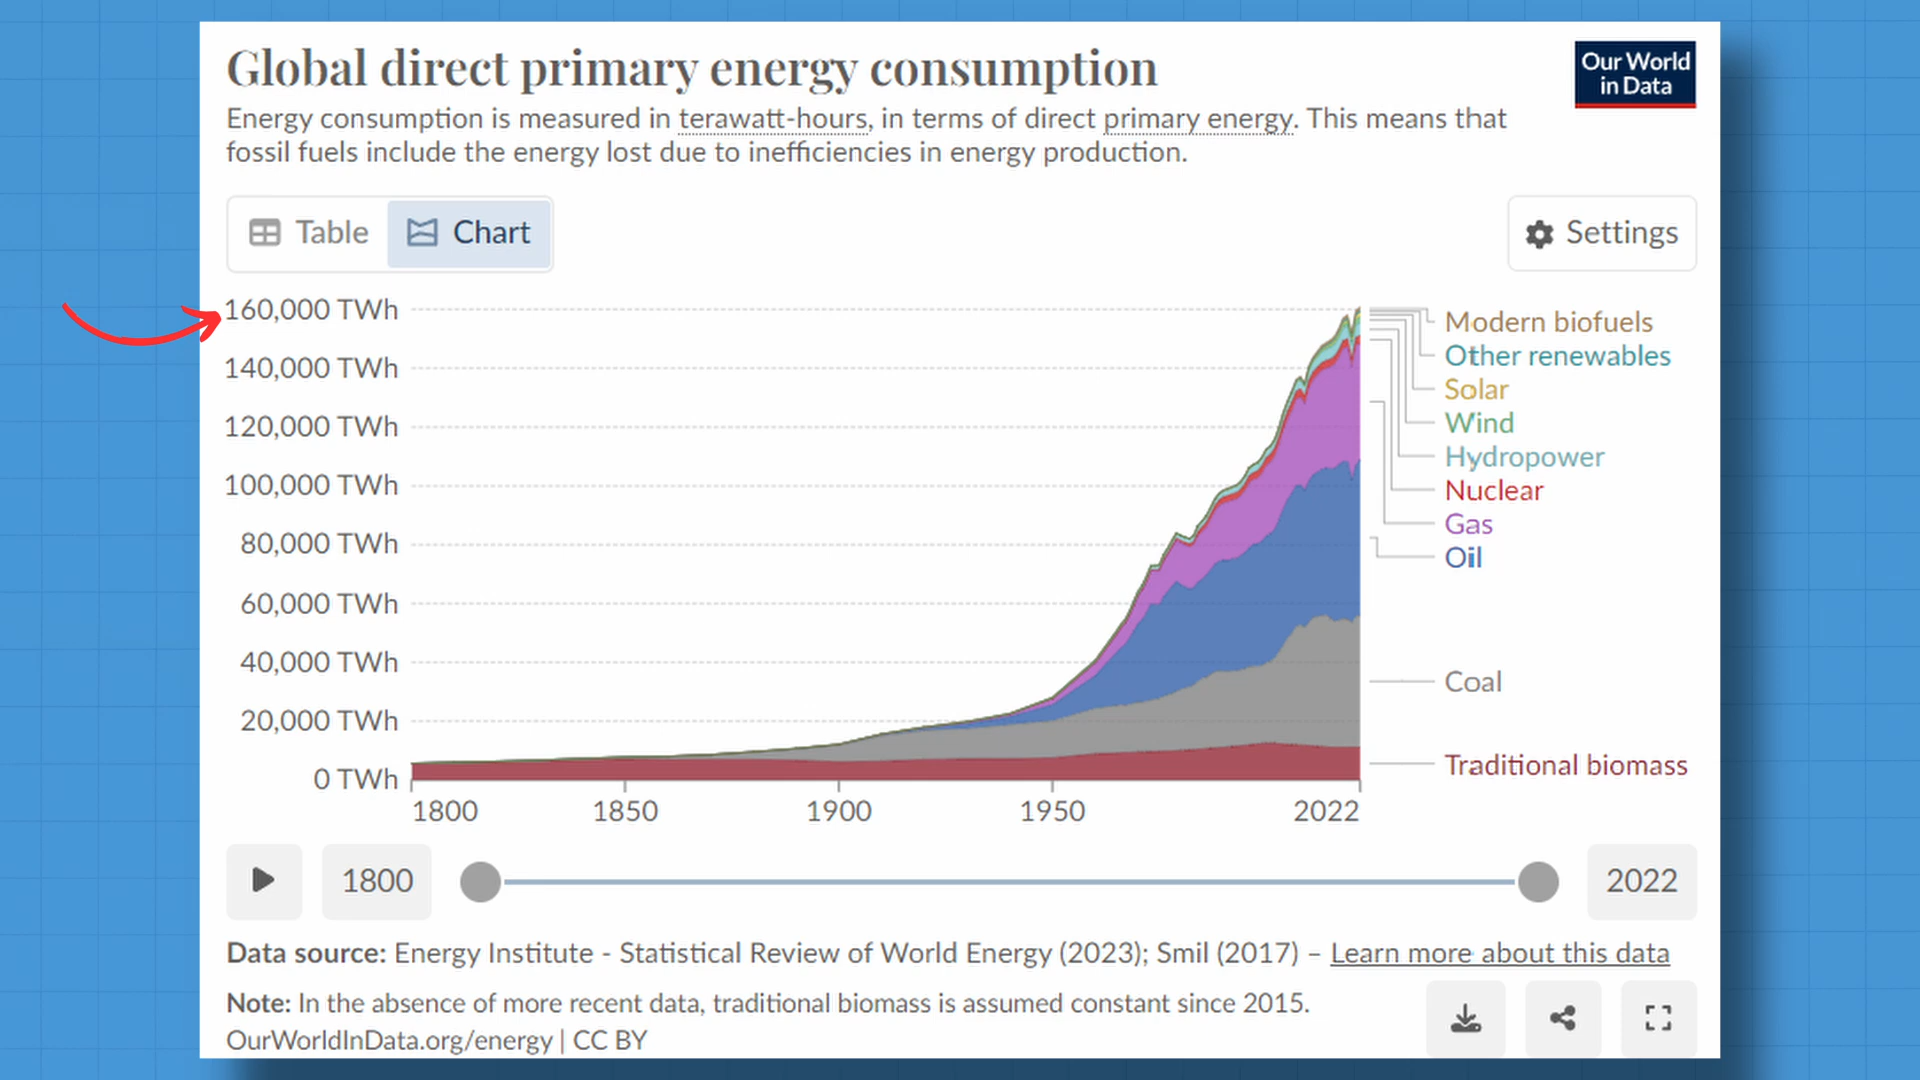 Global direct primary energy consumption
Our World
in Data
Energy consumption is measured in terawatt-hours, in terms of direct primary energy. This means that
fossil fuels include the energy lost due to inefficiencies in energy production.
Table
Chart
Settings
160,000 TWh
140,000 TWh
120,000 TWh
100,000 TWh
80,000 TWh
60,000 TWh
40,000 TWh
20,000 TWh
0 TWh
Modern biofuels
Other renewables
Solar
Wind
Hydropower
Nuclear
Gas
Oil
Coal
Traditional biomass
1800
1850
1900
1950
2022
1800
2022
Data source: Energy Institute - Statistical Review of World Energy (2023); Smil (2017) – Learn more about this data
Note: In the absence of more recent data, traditional biomass is assumed constant since 2015.
OurWorldInData.org/energy | CC BY